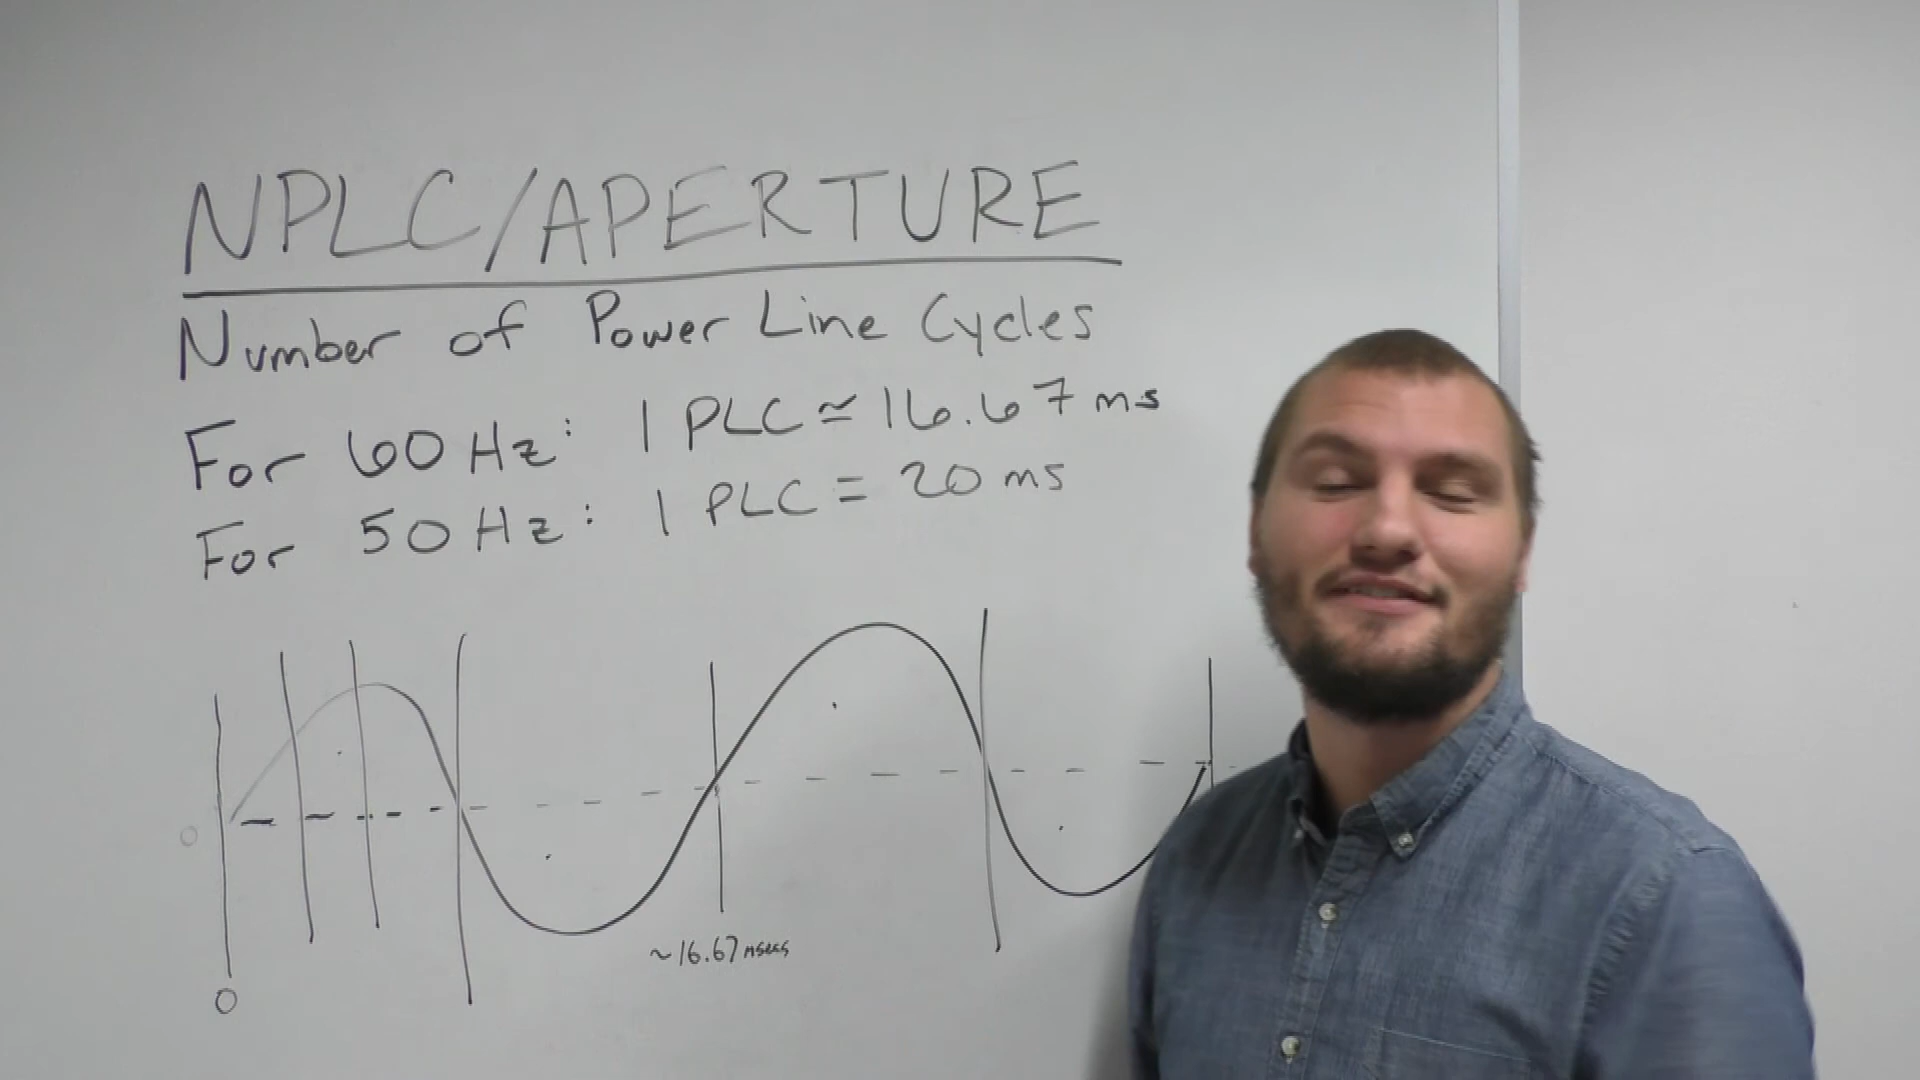 NPLC/APERTURE
Number of Power Line Cycles
For 60 Hz: 1 PLC ≃ 16.67 ms
For 50 Hz: 1 PLC = 20 ms
0
~16.67 msecs
0